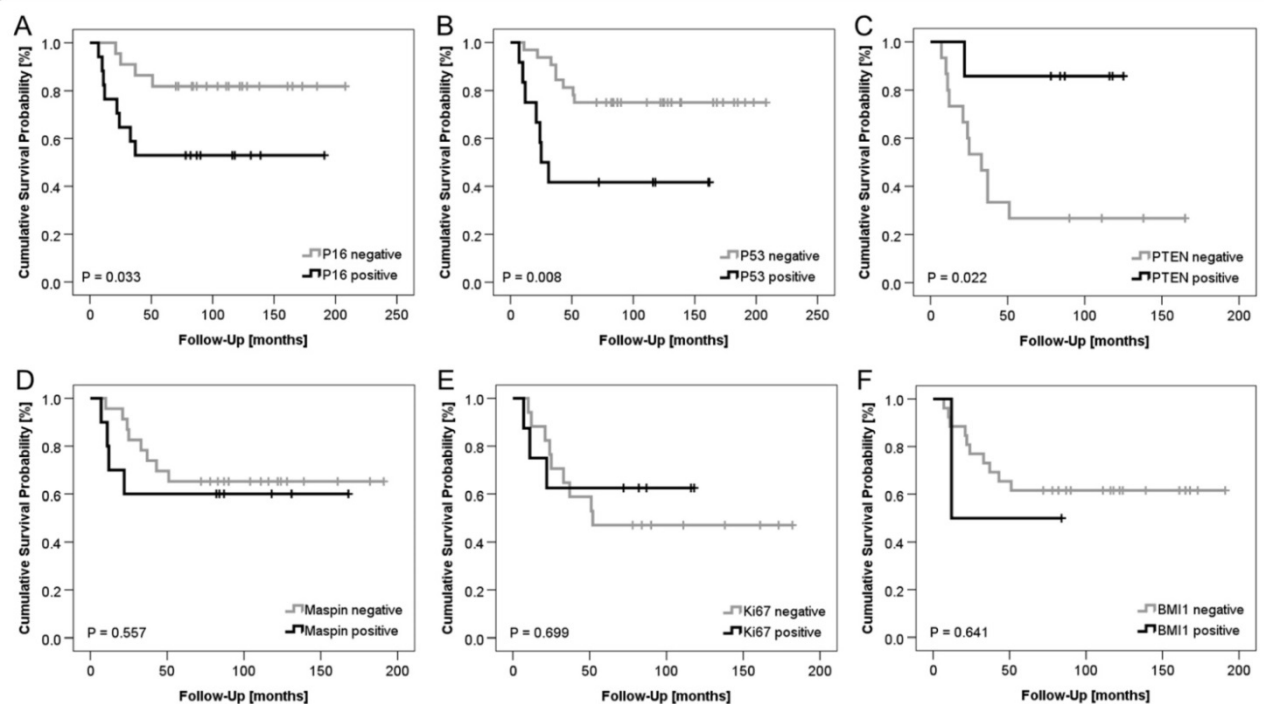 A
Cumulative Survival Probability [%]
1.0
0.8
0.6
0.4
0.2
0.0
P16 negative
P16 positive
P = 0.033
0 50 100 150 200 250
Follow-Up [months]
B
Cumulative Survival Probability [%]
1.0
0.8
0.6
0.4
0.2
0.0
P53 negative
P53 positive
P = 0.008
0 50 100 150 200 250
Follow-Up [months]
C
Cumulative Survival Probability [%]
1.0
0.8
0.6
0.4
0.2
0.0
PTEN negative
PTEN positive
P = 0.022
0 50 100 150 200
Follow-Up [months]
D
Cumulative Survival Probability [%]
1.0
0.8
0.6
0.4
0.2
0.0
Maspin negative
Maspin positive
P = 0.557
0 50 100 150 200
Follow-Up [months]
E
Cumulative Survival Probability [%]
1.0
0.8
0.6
0.4
0.2
0.0
Ki67 negative
Ki67 positive
P = 0.699
0 50 100 150 200
Follow-Up [months]
F
Cumulative Survival Probability [%]
1.0
0.8
0.6
0.4
0.2
0.0
BMI1 negative
BMI1 positive
P = 0.641
0 50 100 150 200
Follow-Up [months]